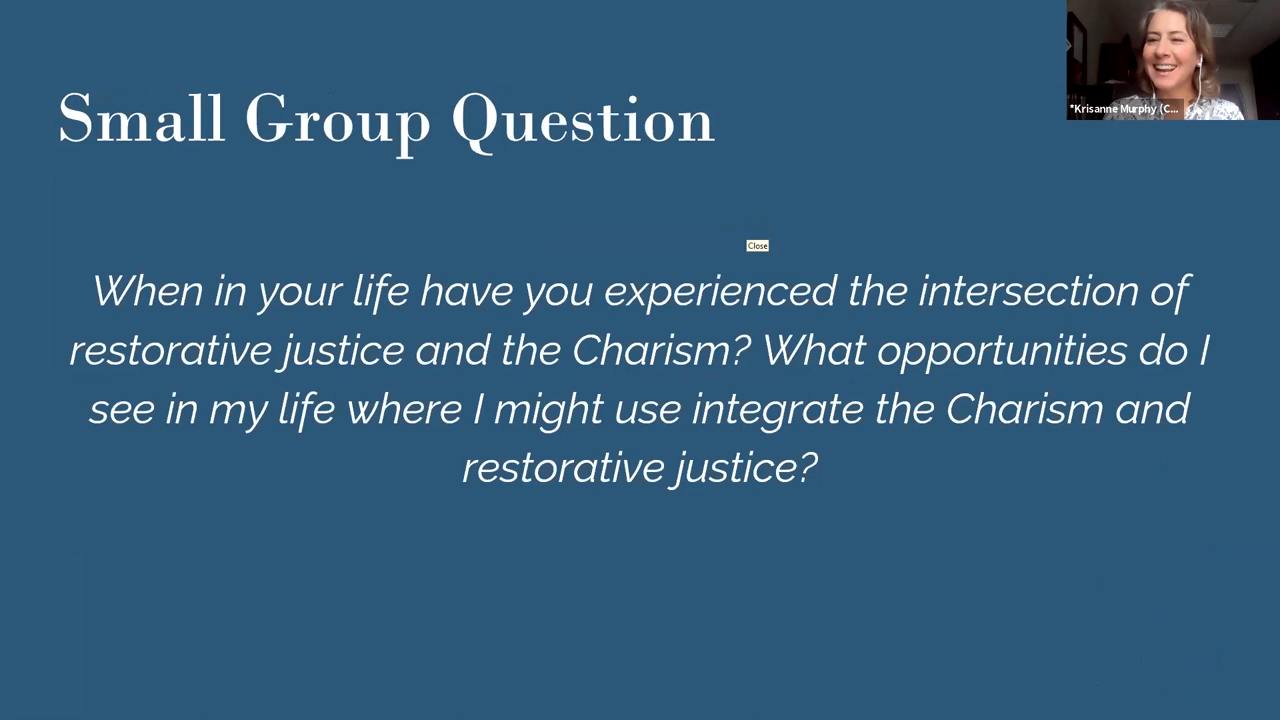 *Krisanne Murphy (C...
Small Group Question
Close
When in your life have you experienced the intersection of
restorative justice and the Charism? What opportunities do I
see in my life where I might use integrate the Charism and
restorative justice?